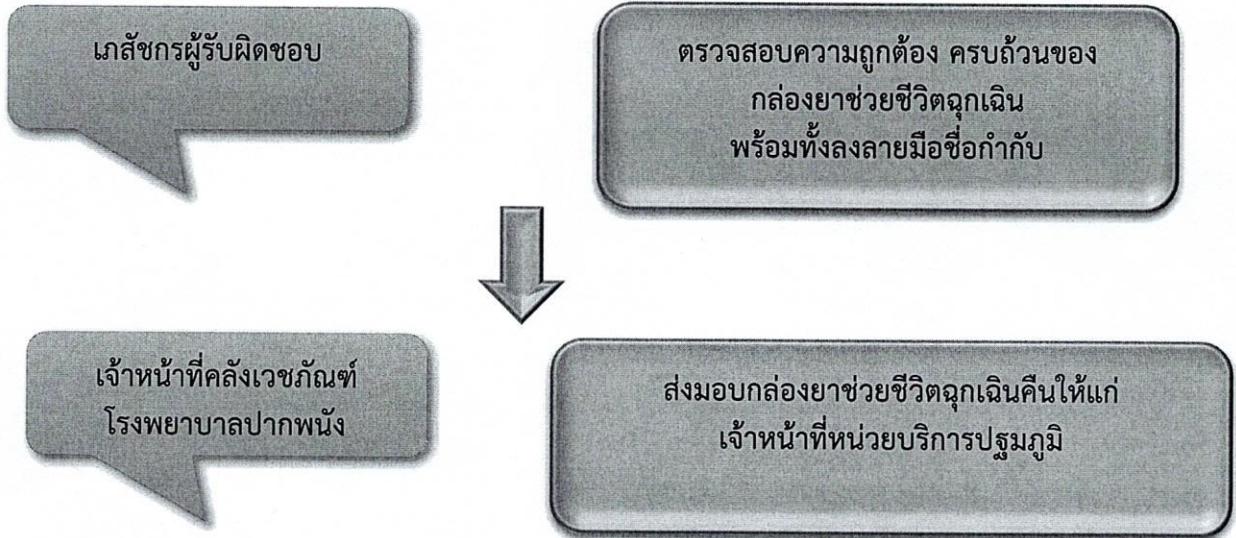 เภสัชกรผู้รับผิดชอบ
ตรวจสอบความถูกต้อง ครบถ้วนของ
กล่องยาช่วยชีวิตฉุกเฉิน
พร้อมทั้งลงลายมือชื่อกำกับ
เจ้าหน้าที่คลังเวชภัณฑ์
โรงพยาบาลปากพนัง
ส่งมอบกล่องยาช่วยชีวิตฉุกเฉินคืนให้แก่
เจ้าหน้าที่หน่วยบริการปฐมภูมิ